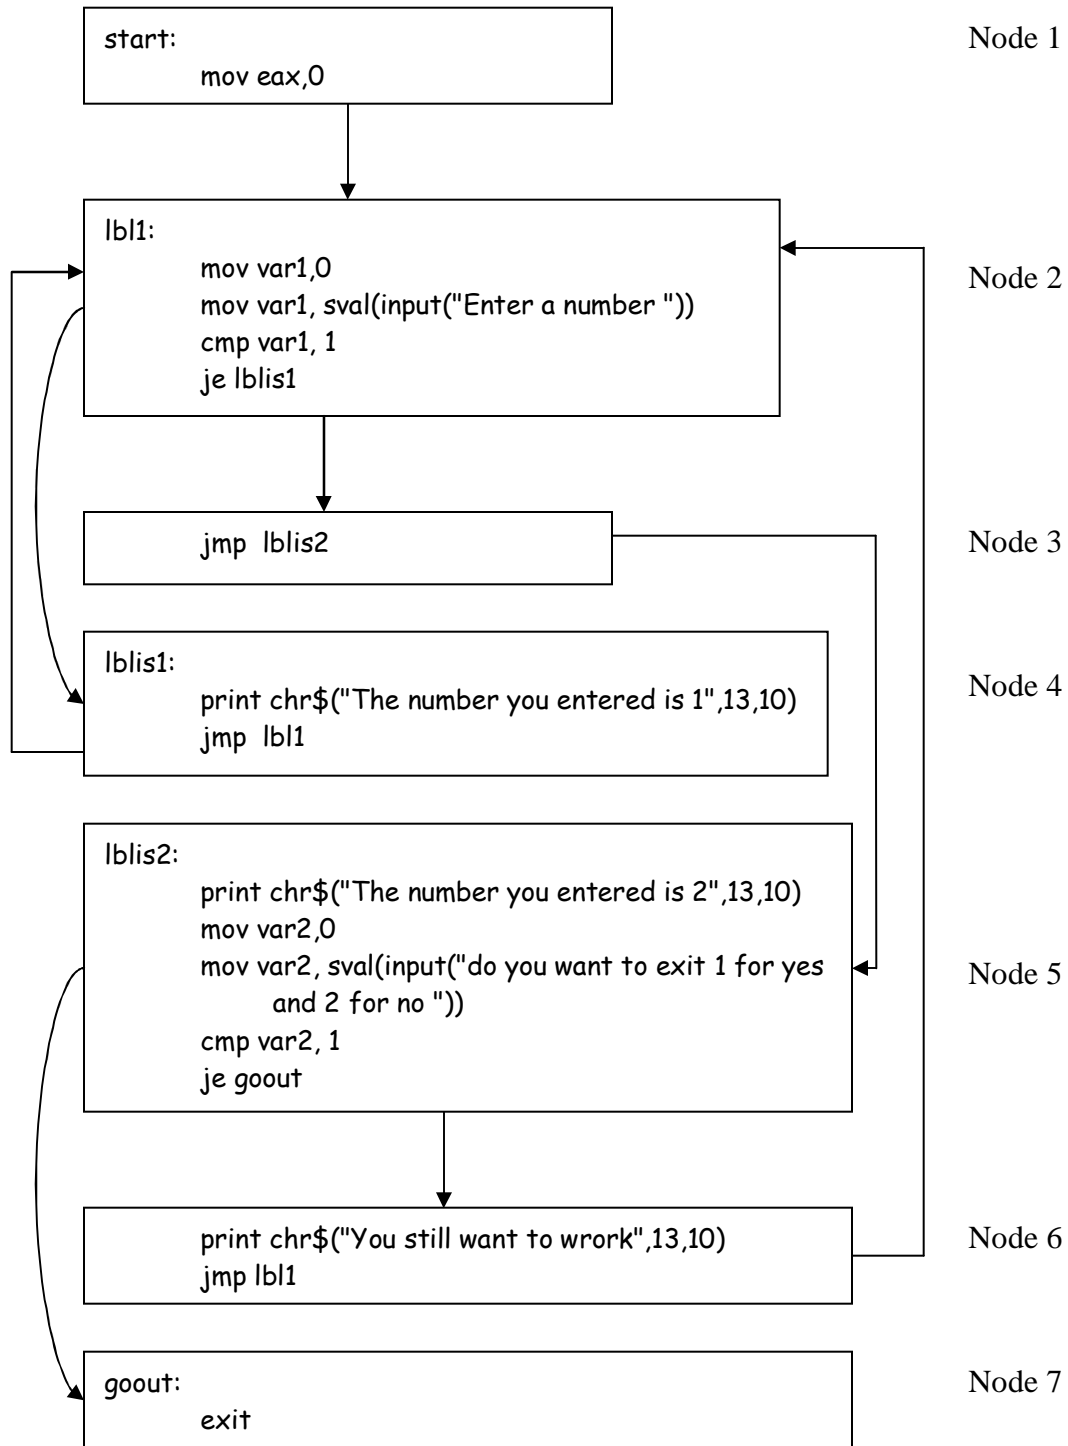 start:
Node 1
mov eax,0
lbl1:
mov var1,0
Node 2
mov var1, sval(input("Enter a number "))
cmp var1, 1
je lblis1
jmp lblis2
Node 3
lblis1:
Node 4
print chr$("The number you entered is 1",13,10)
jmp lbl1
lblis2:
print chr$("The number you entered is 2",13,10)
mov var2,0
mov var2, sval(input("do you want to exit 1 for yes
Node 5
and 2 for no "))
cmp var2, 1
je goout
print chr$("You still want to wrork",13,10)
Node 6
jmp lbl1
goout:
Node 7
exit